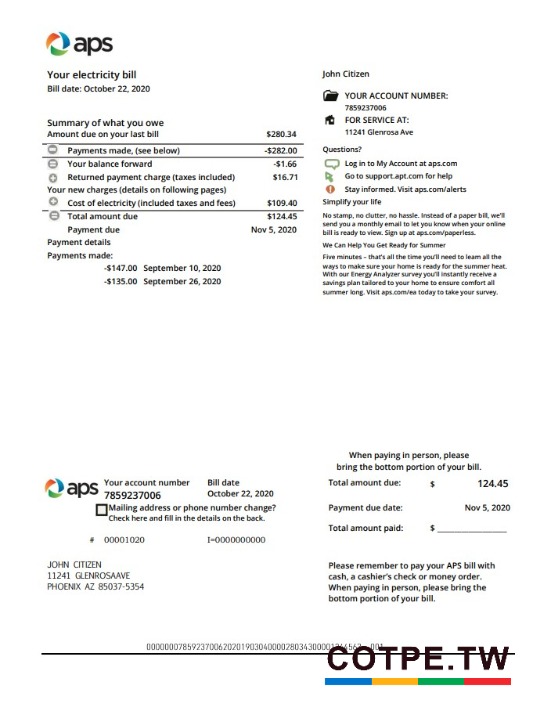 aps
Your electricity bill
Bill date: October 22, 2020
Summary of what you owe
Amount due on your last bill $280.34
Payments made, (see below) -$282.00
Your balance forward -$1.66
Returned payment charge (taxes included) $16.71
Your new charges (details on following pages)
Cost of electricity (included taxes and fees) $109.40
Total amount due $124.45
Payment due Nov 5, 2020
Payment details
Payments made:
-$147.00 September 10, 2020
-$135.00 September 26, 2020
John Citizen
YOUR ACCOUNT NUMBER:
7859237006
FOR SERVICE AT:
11241 Glenrosa Ave
Questions?
Log in to My Account at aps.com
Go to support.apt.com for help
Stay informed. Visit aps.com/alerts
Simplify your life
No stamp, no clutter, no hassle. Instead of a paper bill, we'll
send you a monthly email to let you know when your online
bill is ready to view. Sign up at aps.com/paperless.
We Can Help You Get Ready for Summer
Five minutes – that's all the time you'll need to learn all the
ways to make sure your home is ready for the summer heat.
With our Energy Analyzer survey you'll instantly receive a
savings plan tailored to your home to ensure comfort all
summer long. Visit aps.com/ea today to take your survey.
aps
Your account number Bill date
7859237006 October 22, 2020
Mailing address or phone number change?
Check here and fill in the details on the back.
# 00001020 I=0000000000
JOHN CITIZEN
11241 GLENROSAAVE
PHOENIX AZ 85037-5354
When paying in person, please
bring the bottom portion of your bill.
Total amount due: $ 124.45
Payment due date: Nov 5, 2020
Total amount paid: $
Please remember to pay your APS bill with
cash, a cashier's check or money order.
When paying in person, please bring the
bottom portion of your bill.
COTPE.TW